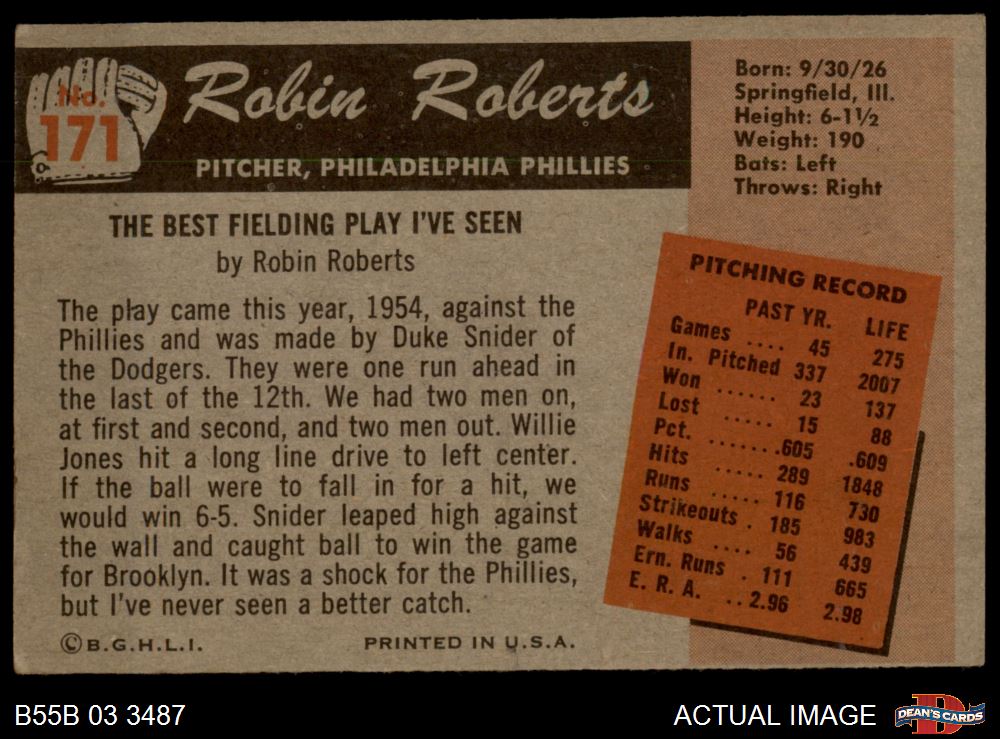 No.
171
Robin Roberts
PITCHER, PHILADELPHIA PHILLIES
Born: 9/30/26
Springfield, Ill.
Height: 6-1½
Weight: 190
Bats: Left
Throws: Right
THE BEST FIELDING PLAY I'VE SEEN
by Robin Roberts
The play came this year, 1954, against the
Phillies and was made by Duke Snider of
the Dodgers. They were one run ahead in
the last of the 12th. We had two men on,
at first and second, and two men out. Willie
Jones hit a long line drive to left center.
If the ball were to fall in for a hit, we
would win 6-5. Snider leaped high against
the wall and caught ball to win the game
for Brooklyn. It was a shock for the Phillies,
but I've never seen a better catch.
©B.G.H.L.I. PRINTED IN U.S.A.
PITCHING RECORD
PAST YR. LIFE
Games .... 45 275
In. Pitched 337 2007
Won ...... 23 137
Lost ..... 15 88
Pct. .......605 .609
Hits ..... 289 1848
Runs ..... 116 730
Strikeouts . 185 983
Walks .... 56 439
Ern. Runs . 111 665
E. R. A. ..2.96 2.98
B55B 03 3487
ACTUAL IMAGE
D
DEAN'S CARDS